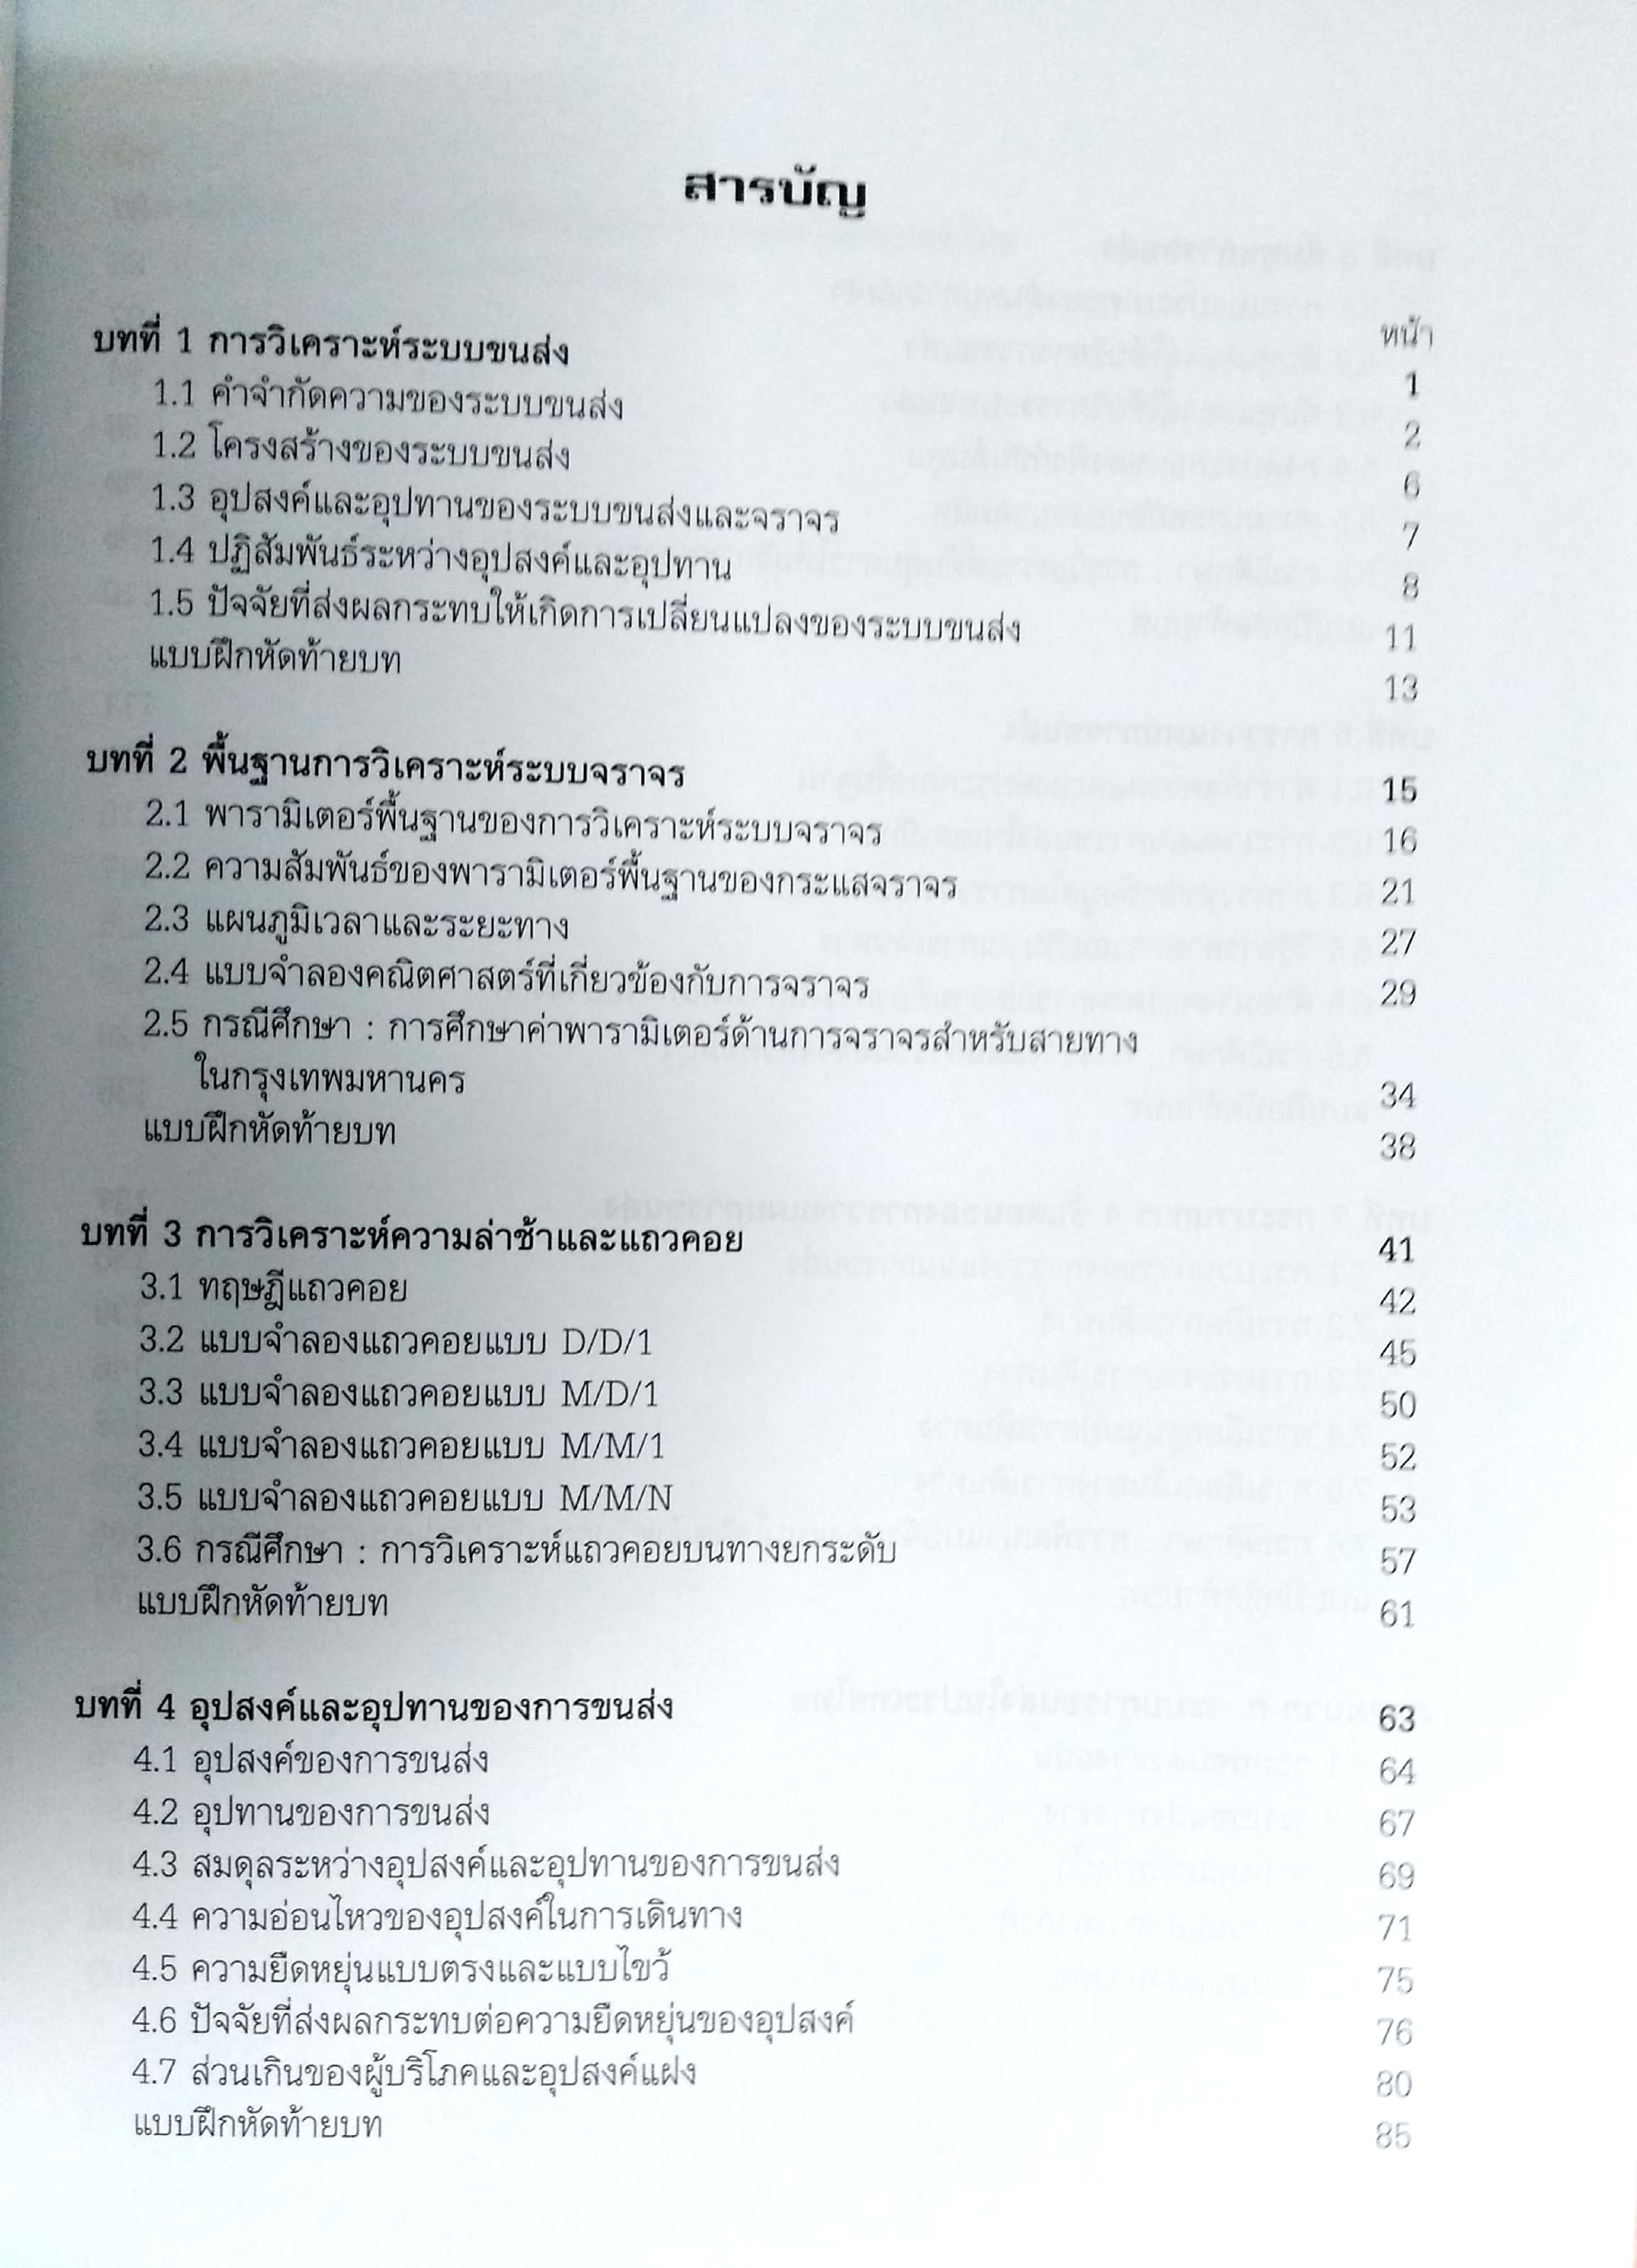 สารบัญ
หน้า
บทที่ 1 การวิเคราะห์ระบบขนส่ง 1
1.1 คำจำกัดความของระบบขนส่ง 2
1.2 โครงสร้างของระบบขนส่ง 6
1.3 อุปสงค์และอุปทานของระบบขนส่งและจราจร 7
1.4 ปฏิสัมพันธ์ระหว่างอุปสงค์และอุปทาน 8
1.5 ปัจจัยที่ส่งผลกระทบให้เกิดการเปลี่ยนแปลงของระบบขนส่ง 11
แบบฝึกหัดท้ายบท 13
บทที่ 2 พื้นฐานการวิเคราะห์ระบบจราจร 15
2.1 พารามิเตอร์พื้นฐานของการวิเคราะห์ระบบจราจร 16
2.2 ความสัมพันธ์ของพารามิเตอร์พื้นฐานของกระแสจราจร 21
2.3 แผนภูมิเวลาและระยะทาง 27
2.4 แบบจำลองคณิตศาสตร์ที่เกี่ยวข้องกับการจราจร 29
2.5 กรณีศึกษา : การศึกษาค่าพารามิเตอร์ด้านการจราจรสำหรับสายทาง
ในกรุงเทพมหานคร 34
แบบฝึกหัดท้ายบท 38
บทที่ 3 การวิเคราะห์ความล่าช้าและแถวคอย 41
3.1 ทฤษฎีแถวคอย 42
3.2 แบบจำลองแถวคอยแบบ D/D/1 45
3.3 แบบจำลองแถวคอยแบบ M/D/1 50
3.4 แบบจำลองแถวคอยแบบ M/M/1 52
3.5 แบบจำลองแถวคอยแบบ M/M/N 53
3.6 กรณีศึกษา : การวิเคราะห์แถวคอยบนทางยกระดับ 57
แบบฝึกหัดท้ายบท 61
บทที่ 4 อุปสงค์และอุปทานของการขนส่ง 63
4.1 อุปสงค์ของการขนส่ง 64
4.2 อุปทานของการขนส่ง 67
4.3 สมดุลระหว่างอุปสงค์และอุปทานของการขนส่ง 69
4.4 ความอ่อนไหวของอุปสงค์ในการเดินทาง 71
4.5 ความยืดหยุ่นแบบตรงและแบบไขว้ 75
4.6 ปัจจัยที่ส่งผลกระทบต่อความยืดหยุ่นของอุปสงค์ 76
4.7 ส่วนเกินของผู้บริโภคและอุปสงค์แฝง 80
แบบฝึกหัดท้ายบท 85